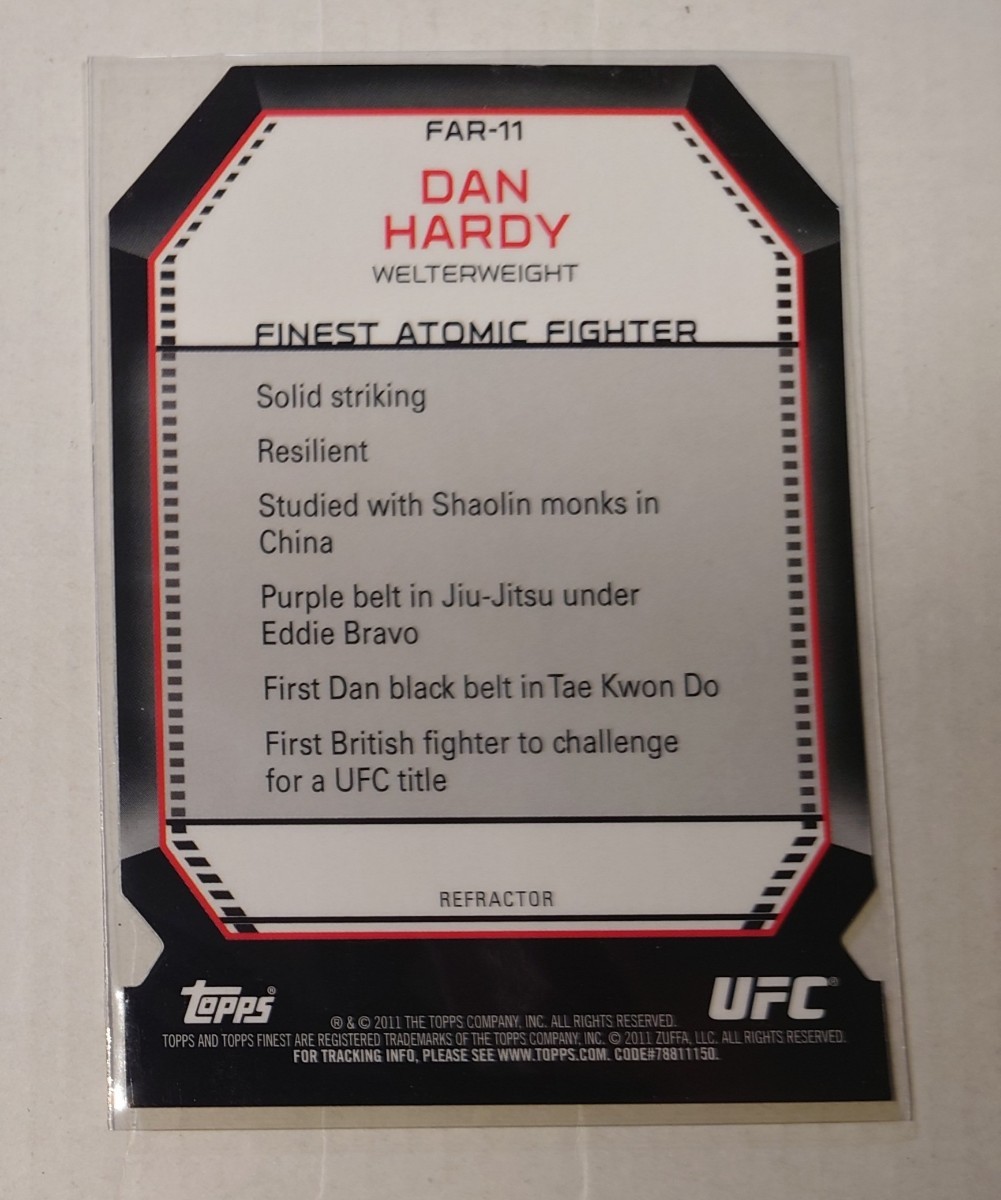 FAR-11
DAN
HARDY
WELTERWEIGHT
FINEST ATOMIC FIGHTER
Solid striking
Resilient
Studied with Shaolin monks in
China
Purple belt in Jiu-Jitsu under
Eddie Bravo
First Dan black belt in Tae Kwon Do
First British fighter to challenge
for a UFC title
REFRACTOR
TOPPS® UFC®
® & © 2011 THE TOPPS COMPANY, INC. ALL RIGHTS RESERVED.
TOPPS AND TOPPS FINEST ARE REGISTERED TRADEMARKS OF THE TOPPS COMPANY, INC. © 2011 ZUFFA, LLC. ALL RIGHTS RESERVED.
FOR TRACKING INFO, PLEASE SEE WWW.TOPPS.COM. CODE#78811150.